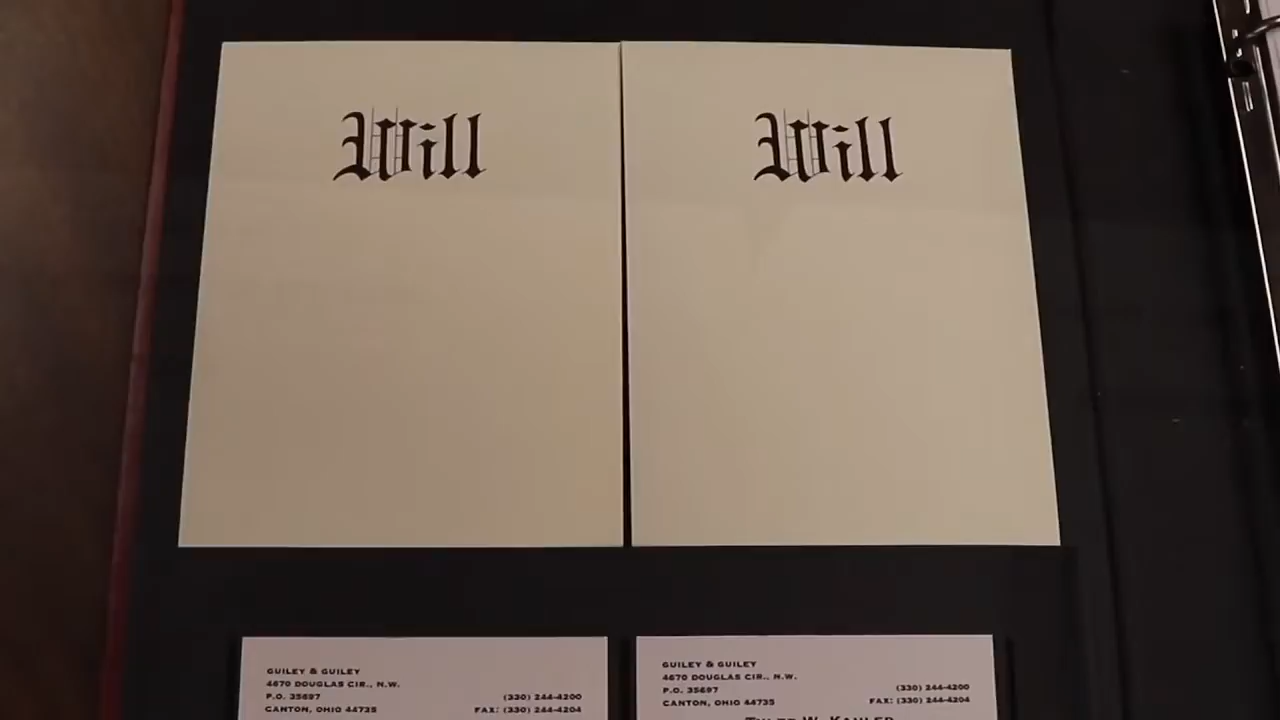 Will
Will
GUILEY & GUILEY
4670 DOUGLAS CIR., N.W.
P.O. 35697
CANTON, OHIO 44735
(330) 244-4200
FAX: (330) 244-4204
GUILEY & GUILEY
4670 DOUGLAS CIR., N.W.
P.O. 35697
CANTON, OHIO 44735
(330) 244-4200
FAX: (330) 244-4204